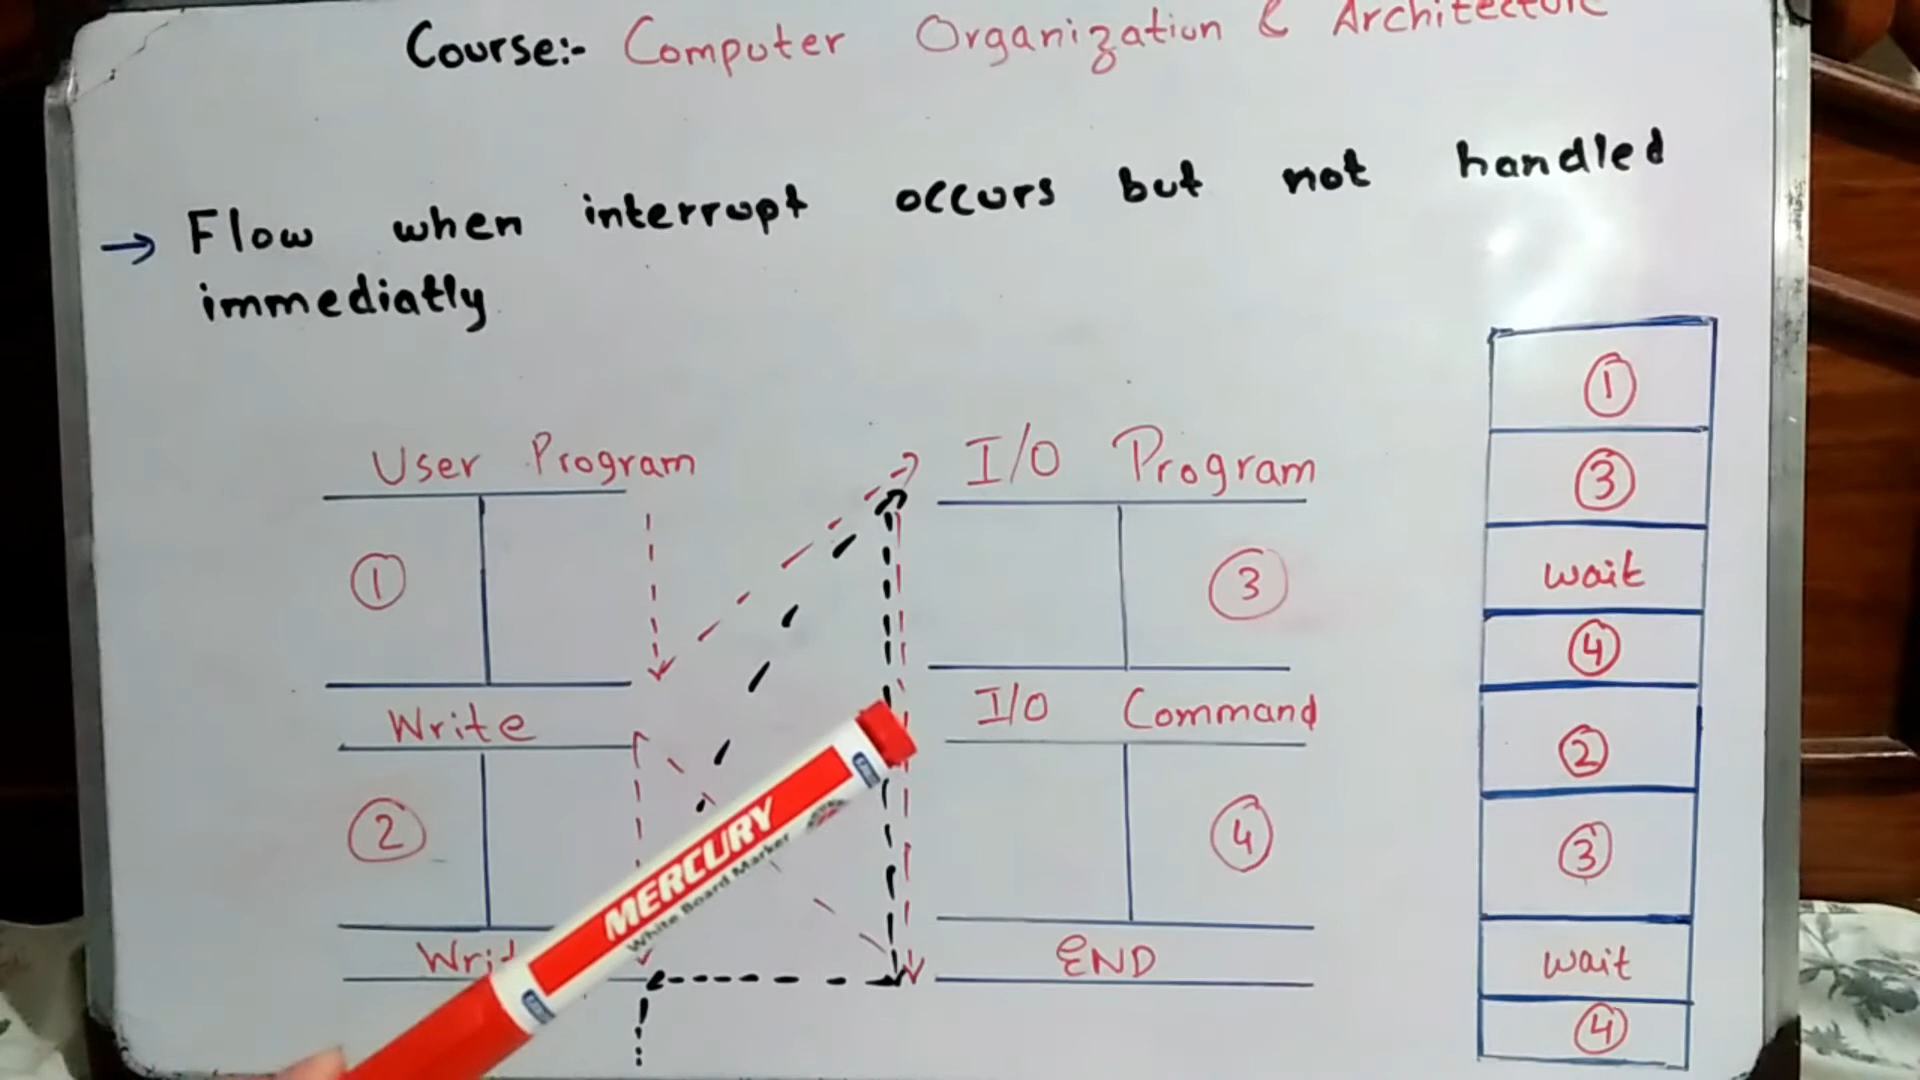 Course:- Computer Organization & Architecture
→ Flow when interrupt occurs but not handled
immediatly
User Program
I/O Program
1
3
Write
I/O Command
2
4
Writ
END
1
3
wait
4
2
3
wait
4
MERCURY
White Board Marker